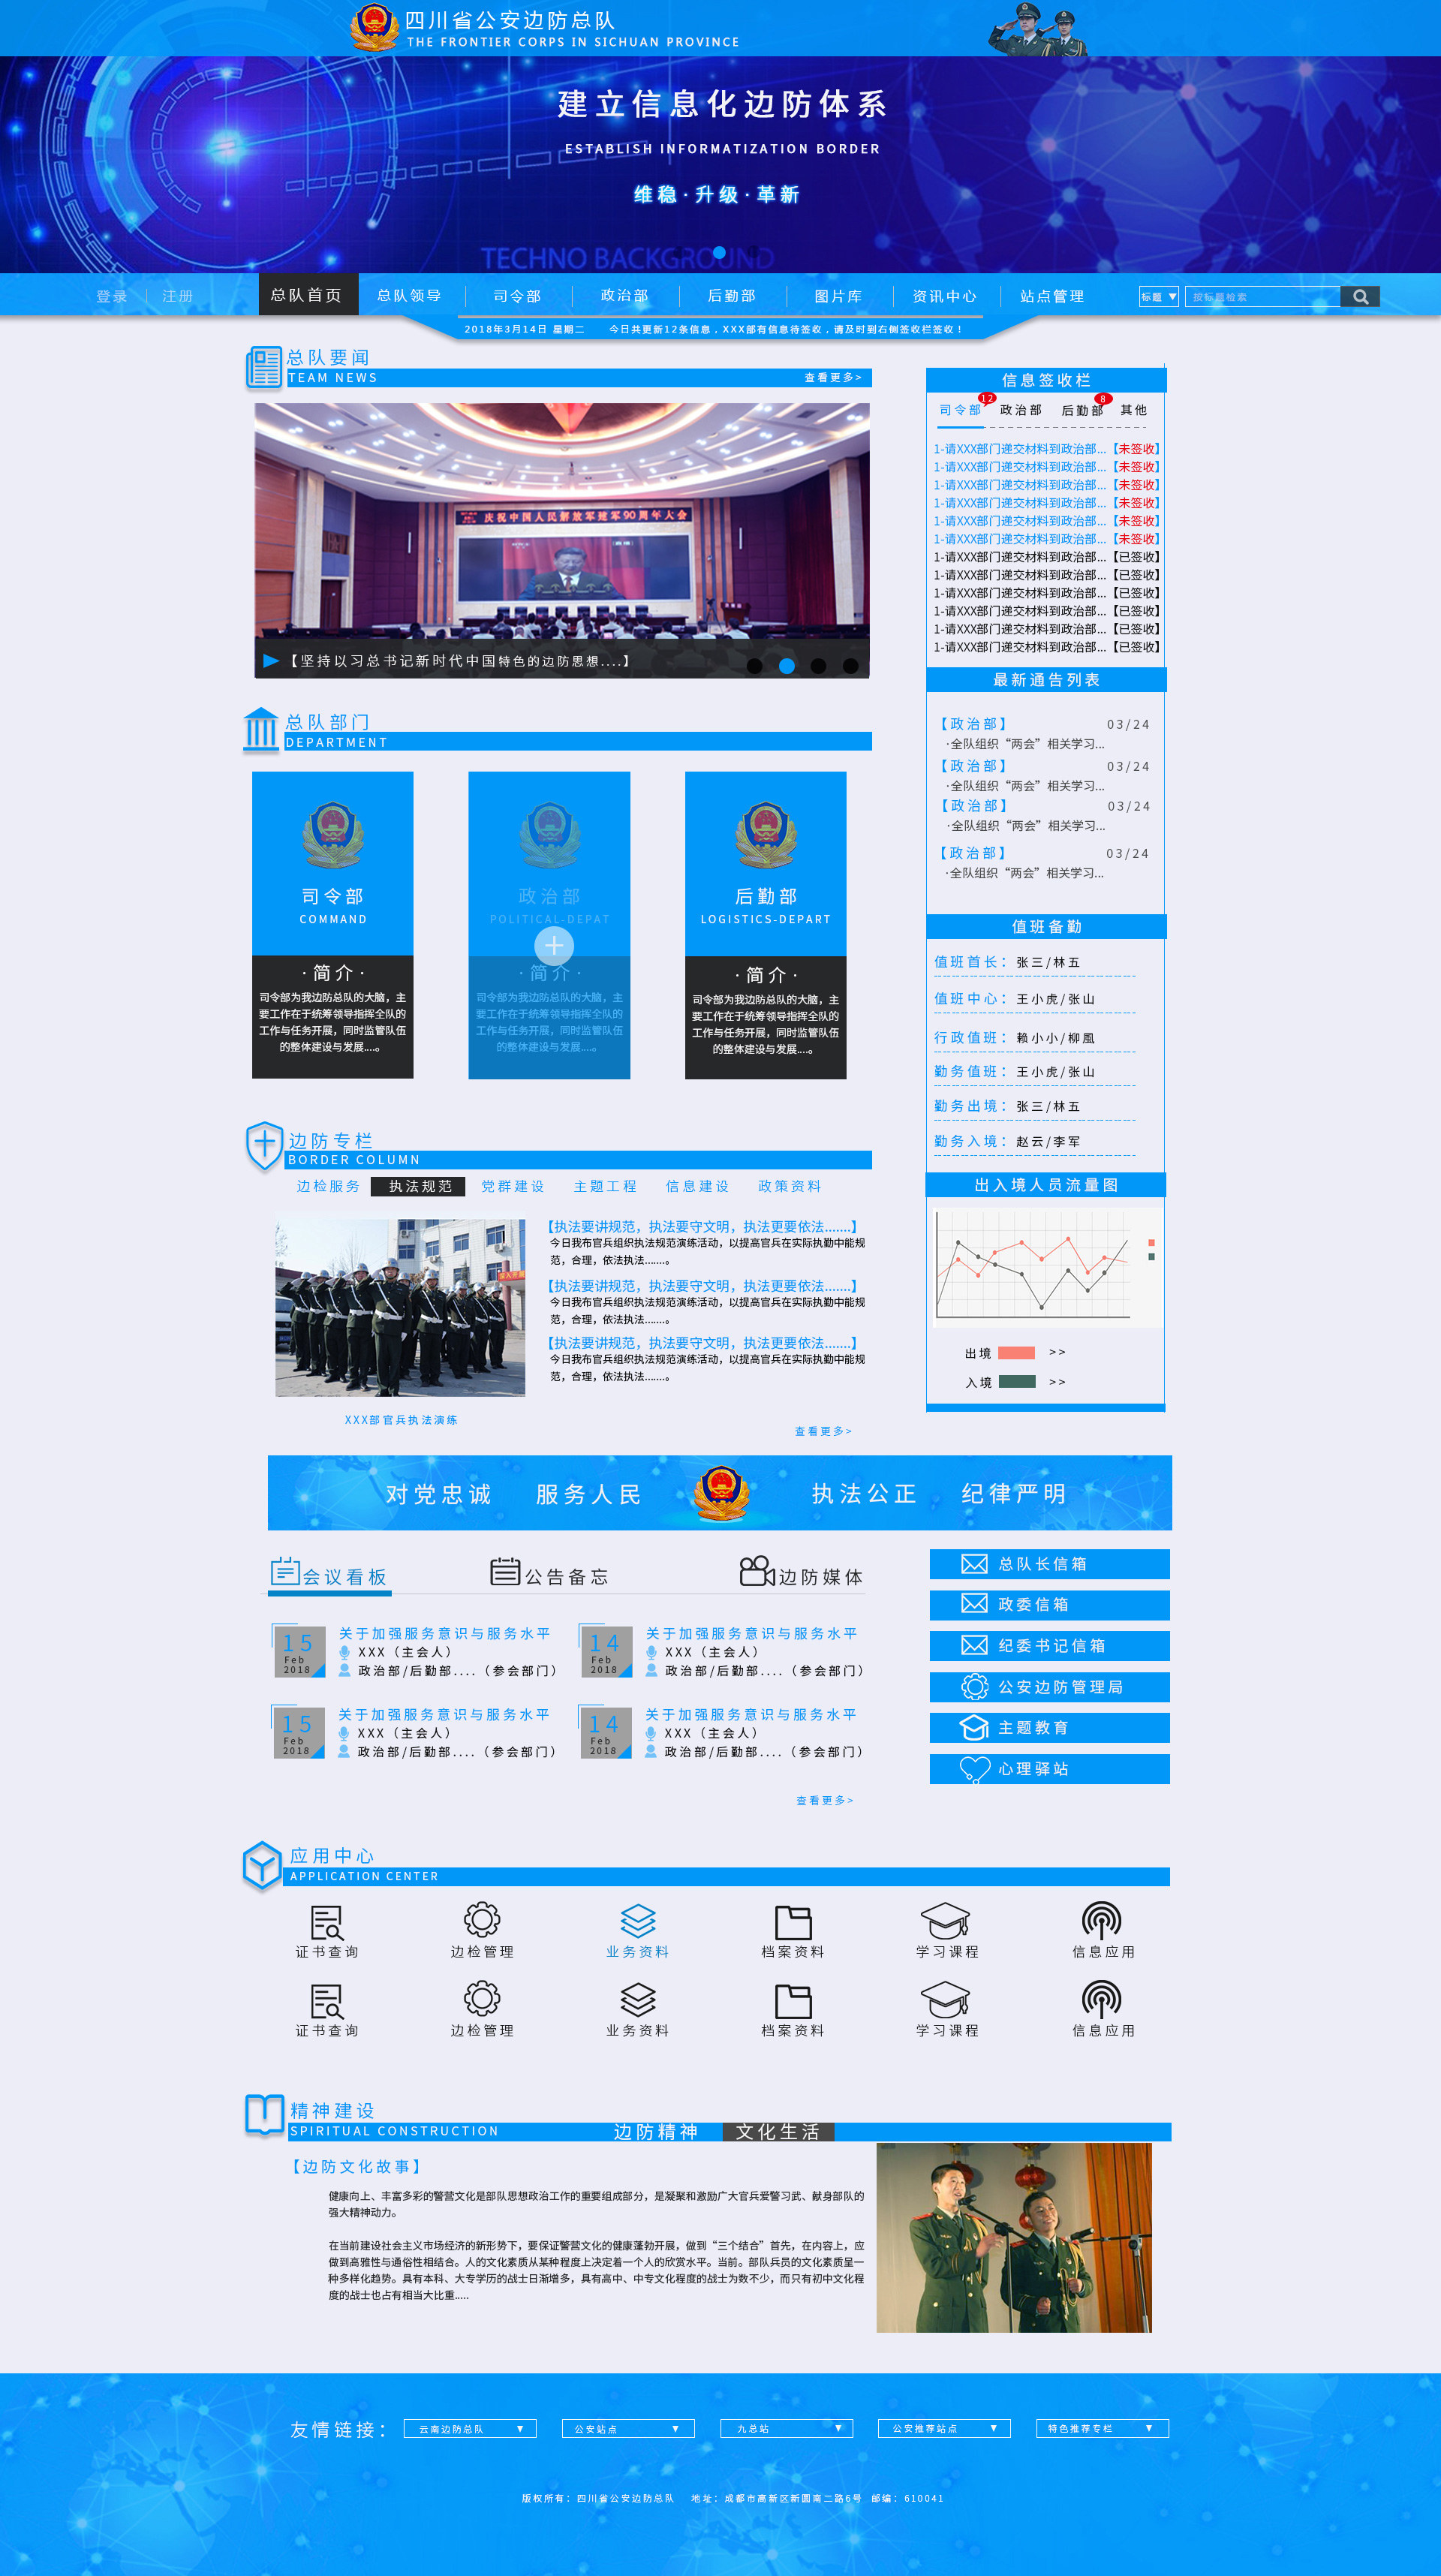 四川省公安边防总队
THE FRONTIER CORPS IN SICHUAN PROVINCE
建立信息化边防体系
ESTABLISH INFORMATIZATION BORDER
维稳·升级·革新
TECHNO BACKGROUND
登录 注册 总队首页 总队领导 司令部 政治部 后勤部 图片库 资讯中心 站点管理 标题 ▼ 按标题检索
2018年3月14日 星期二 今日共更新12条信息，XXX部有信息待签收，请及时到右侧签收栏签收！
总队要闻
TEAM NEWS 查看更多>
庆祝中国人民解放军建军90周年大会
【坚持以习总书记新时代中国特色的边防思想....】
信息签收栏
司令部 12 政治部 后勤部 8 其他
1-请XXX部门递交材料到政治部...【未签收】
1-请XXX部门递交材料到政治部...【未签收】
1-请XXX部门递交材料到政治部...【未签收】
1-请XXX部门递交材料到政治部...【未签收】
1-请XXX部门递交材料到政治部...【未签收】
1-请XXX部门递交材料到政治部...【未签收】
1-请XXX部门递交材料到政治部...【已签收】
1-请XXX部门递交材料到政治部...【已签收】
1-请XXX部门递交材料到政治部...【已签收】
1-请XXX部门递交材料到政治部...【已签收】
1-请XXX部门递交材料到政治部...【已签收】
1-请XXX部门递交材料到政治部...【已签收】
最新通告列表
【政治部】 03/24
·全队组织“两会”相关学习...
【政治部】 03/24
·全队组织“两会”相关学习...
【政治部】 03/24
·全队组织“两会”相关学习...
【政治部】 03/24
·全队组织“两会”相关学习...
总队部门
DEPARTMENT
司令部
COMMAND
·简介·
司令部为我边防总队的大脑，主
要工作在于统筹领导指挥全队的
工作与任务开展，同时监管队伍
的整体建设与发展....。
政治部
POLITICAL-DEPAT
·简介·
司令部为我边防总队的大脑，主
要工作在于统筹领导指挥全队的
工作与任务开展，同时监管队伍
的整体建设与发展....。
后勤部
LOGISTICS-DEPART
·简介·
司令部为我边防总队的大脑，主
要工作在于统筹领导指挥全队的
工作与任务开展，同时监管队伍
的整体建设与发展....。
值班备勤
值班首长：张三/林五
值班中心：王小虎/张山
行政值班：赖小小/柳風
勤务值班：王小虎/张山
勤务出境：张三/林五
勤务入境：赵云/李军
边防专栏
BORDER COLUMN
边检服务 执法规范 党群建设 主题工程 信息建设 政策资料
XXX部官兵执法演练
【执法要讲规范，执法要守文明，执法更要依法.......】
今日我布官兵组织执法规范演练活动，以提高官兵在实际执勤中能规
范，合理，依法执法.......。
【执法要讲规范，执法要守文明，执法更要依法.......】
今日我布官兵组织执法规范演练活动，以提高官兵在实际执勤中能规
范，合理，依法执法.......。
【执法要讲规范，执法要守文明，执法更要依法.......】
今日我布官兵组织执法规范演练活动，以提高官兵在实际执勤中能规
范，合理，依法执法.......。
查看更多>
出入境人员流量图
出境 >>
入境 >>
对党忠诚 服务人民 执法公正 纪律严明
会议看板 公告备忘 边防媒体
15
Feb
2018
关于加强服务意识与服务水平
XXX（主会人）
政治部/后勤部....（参会部门）
14
Feb
2018
关于加强服务意识与服务水平
XXX（主会人）
政治部/后勤部....（参会部门）
15
Feb
2018
关于加强服务意识与服务水平
XXX（主会人）
政治部/后勤部....（参会部门）
14
Feb
2018
关于加强服务意识与服务水平
XXX（主会人）
政治部/后勤部....（参会部门）
查看更多>
总队长信箱
政委信箱
纪委书记信箱
公安边防管理局
主题教育
心理驿站
应用中心
APPLICATION CENTER
证书查询 边检管理 业务资料 档案资料 学习课程 信息应用
证书查询 边检管理 业务资料 档案资料 学习课程 信息应用
精神建设
SPIRITUAL CONSTRUCTION 边防精神 文化生活
【边防文化故事】
健康向上、丰富多彩的警营文化是部队思想政治工作的重要组成部分，是凝聚和激励广大官兵爱警习武、献身部队的
强大精神动力。
在当前建设社会主义市场经济的新形势下，要保证警营文化的健康蓬勃开展，做到“三个结合”首先，在内容上，应
做到高雅性与通俗性相结合。人的文化素质从某种程度上决定着一个人的欣赏水平。当前。部队兵员的文化素质呈一
种多样化趋势。具有本科、大专学历的战士日渐增多，具有高中、中专文化程度的战士为数不少，而只有初中文化程
度的战士也占有相当大比重.....
友情链接： 云南边防总队 ▼ 公安站点 ▼ 九总站 ▼ 公安推荐站点 ▼ 特色推荐专栏 ▼
版权所有：四川省公安边防总队 地址：成都市高新区新圆南二路6号 邮编：610041